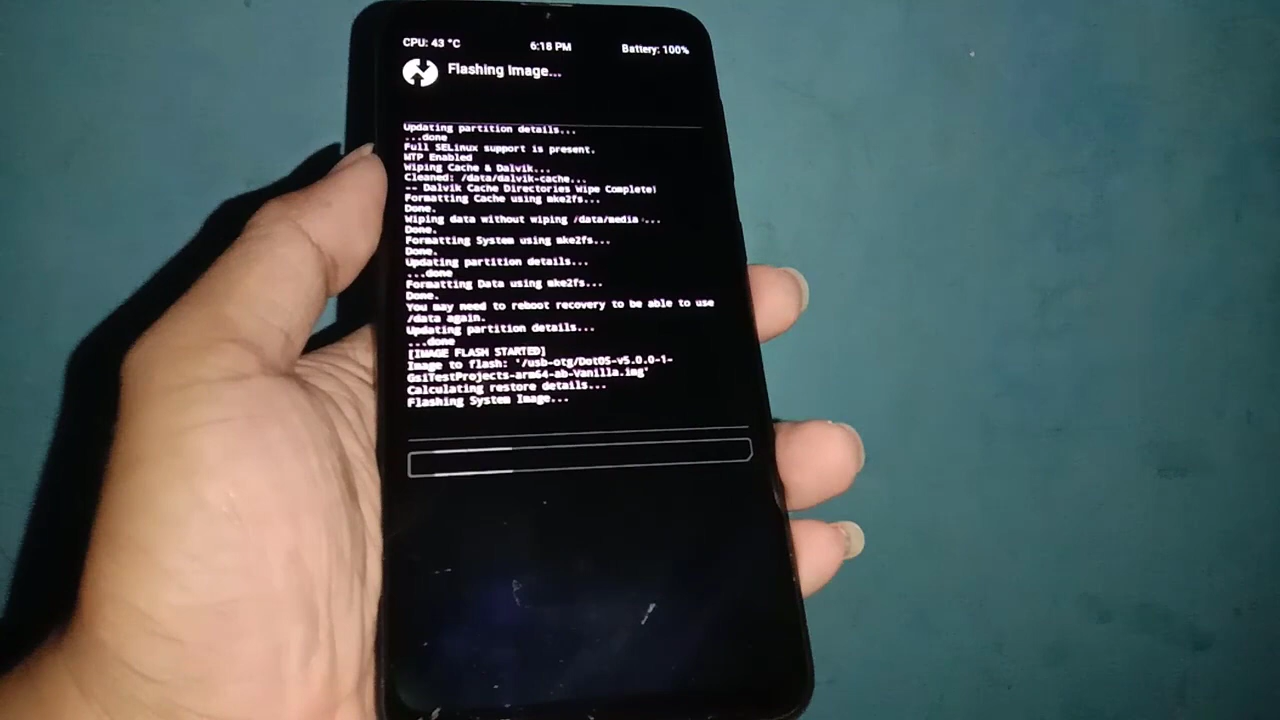 CPU: 43 °C 6:18 PM Battery: 100%
Flashing Image...
Updating partition details...
...done
Full SELinux support is present.
MTP Enabled
Wiping Cache & Dalvik...
Cleaned: /data/dalvik-cache...
-- Dalvik Cache Directories Wipe Complete!
Formatting Cache using mke2fs...
Done.
Wiping data without wiping /data/media ...
Done.
Formatting System using mke2fs...
Done.
Updating partition details...
...done
Formatting Data using mke2fs...
Done.
You may need to reboot recovery to be able to use
/data again.
Updating partition details...
...done
[IMAGE FLASH STARTED]
Image to flash: '/usb-otg/DotOS-v5.0.0-1-
GsiTestProjects-arm64-ab-Vanilla.img'
Calculating restore details...
Flashing System Image...